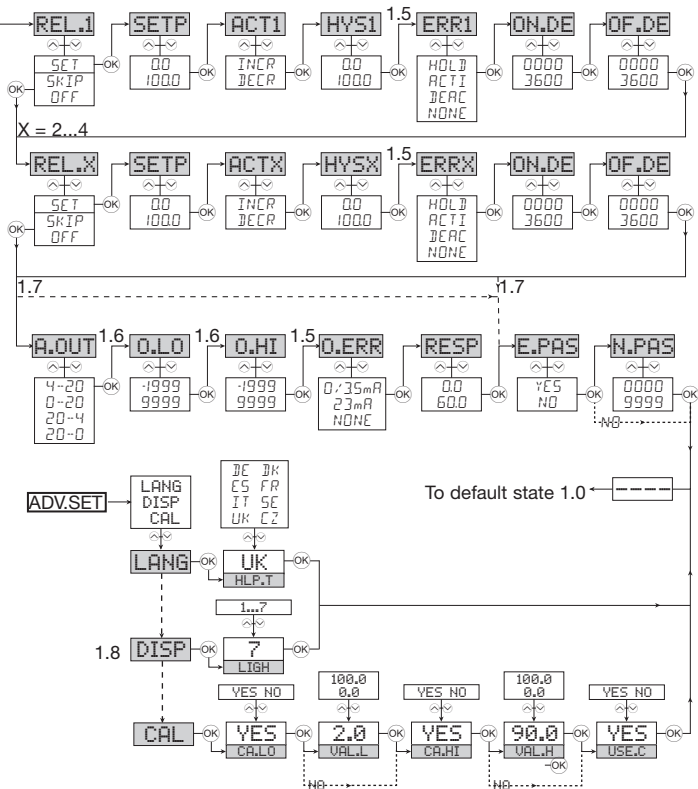 REL.1 SETP ACT1 HYS1 1.5 ERR1 ON.DE OF.DE
SET SKIP OFF OK 0.0 100.0 OK INCR DECR OK 0.0 100.0 OK HOLD ACTI DEAC NONE OK 0000 3600 OK 0000 3600 OK
OK
X = 2...4
REL.X SETP ACTX HYSX 1.5 ERRX ON.DE OF.DE
SET SKIP OFF OK 0.0 100.0 OK INCR DECR OK 0.0 100.0 OK HOLD ACTI DEAC NONE OK 0000 3600 OK 0000 3600 OK
OK
1.7 1.7
A.OUT 1.6 O.LO 1.6 O.HI 1.5 O.ERR RESP E.PAS N.PAS
4-20 0-20 20-4 20-0 OK -1999 9999 OK -1999 9999 OK 0/3.5mA 23mA NONE OK 0.0 60.0 OK YES NO OK 0000 9999 OK
NO
ADV.SET
LANG DISP CAL
DE DK
ES FR
IT SE
UK CZ
To default state 1.0 ----
LANG OK UK OK
HLP.T
1...7
1.8 DISP OK 7 OK
LIGH
YES NO 100.0 0.0 YES NO 100.0 0.0 YES NO
CAL OK YES OK 2.0 OK YES OK 90.0 OK YES OK
CA.LO VAL.L CA.HI VAL.H USE.C
OK
NO NO